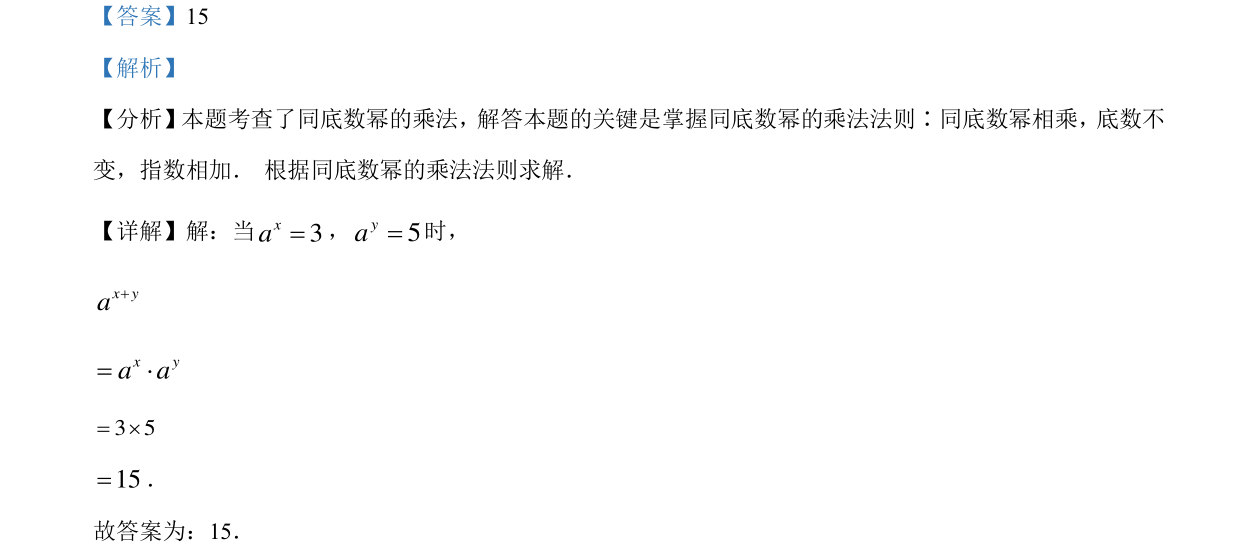 【答案】15
【解析】
【分析】本题考查了同底数幂的乘法，解答本题的关键是掌握同底数幂的乘法法则：同底数幂相乘，底数不
变，指数相加． 根据同底数幂的乘法法则求解．
【详解】解：当 $a^x = 3$，$a^y = 5$ 时，
$a^{x+y}$
$= a^x \cdot a^y$
$= 3 \times 5$
$= 15$．
故答案为：15．